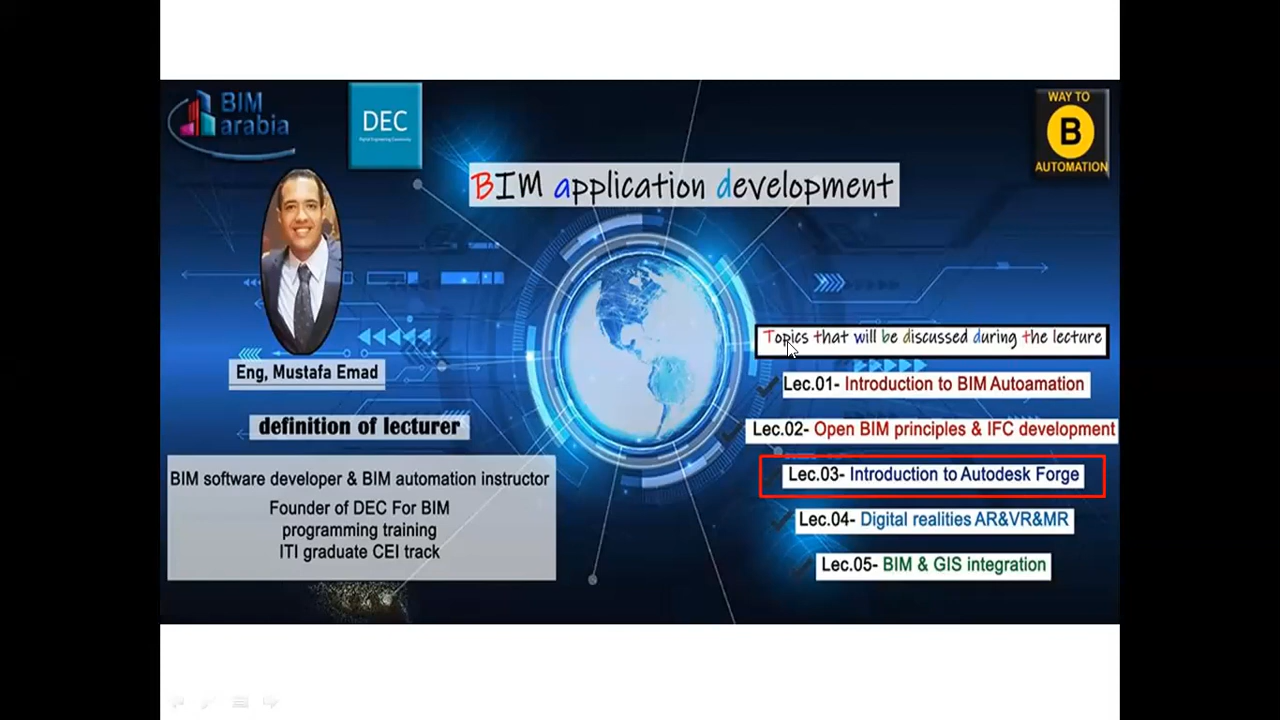 BIM
arabia
DEC
Digital Engineering Community
WAY TO
B
AUTOMATION
BIM application development
Eng, Mustafa Emad
definition of lecturer
BIM software developer & BIM automation instructor
Founder of DEC For BIM
programming training
ITI graduate CEI track
Topics that will be discussed during the lecture
Lec.01- Introduction to BIM Autoamation
Lec.02- Open BIM principles & IFC development
Lec.03- Introduction to Autodesk Forge
Lec.04- Digital realities AR&VR&MR
Lec.05- BIM & GIS integration